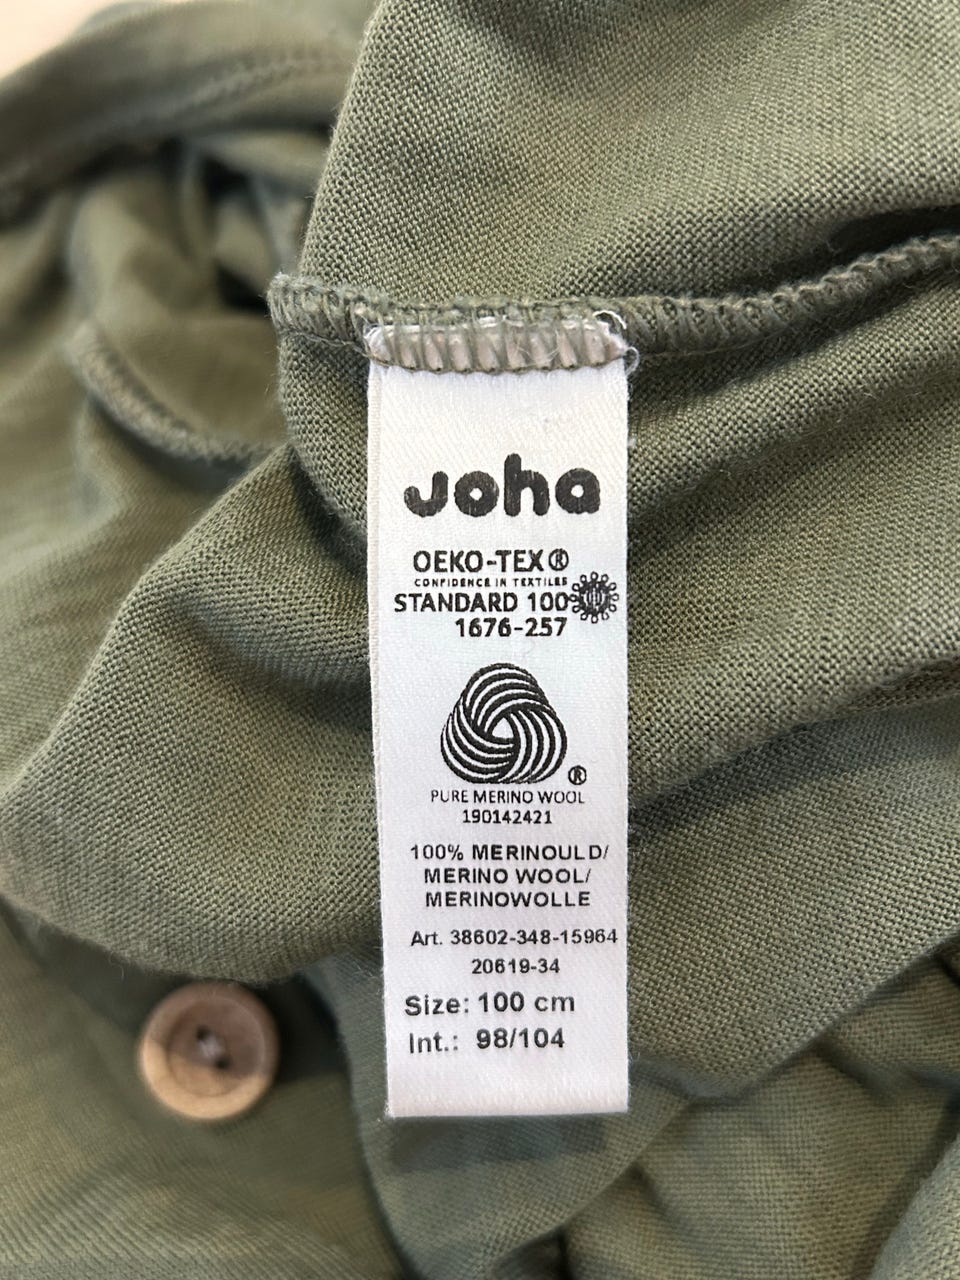 Joha
OEKO-TEX®
CONFIDENCE IN TEXTILES
STANDARD 100
1676-257
®
PURE MERINO WOOL
190142421
100% MERINOULD/
MERINO WOOL/
MERINOWOLLE
Art. 38602-348-15964
20619-34
Size: 100 cm
Int.: 98/104